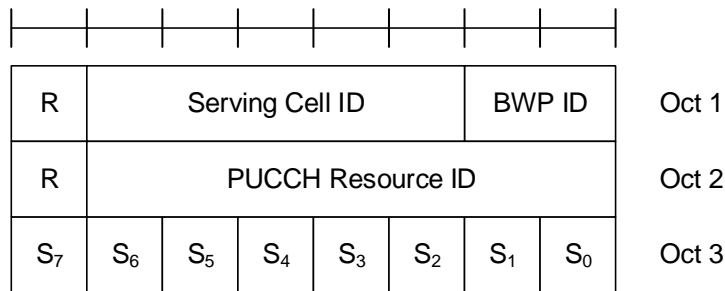 R Serving Cell ID BWP ID Oct 1
R PUCCH Resource ID Oct 2
S₇ S₆ S₅ S₄ S₃ S₂ S₁ S₀ Oct 3